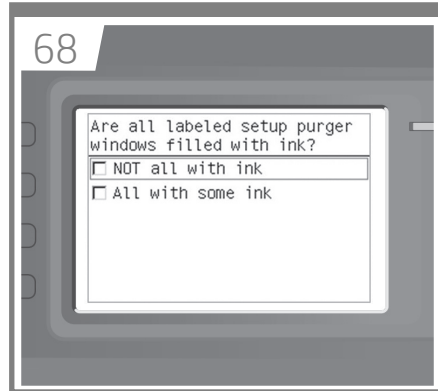 68
Are all labeled setup purger
windows filled with ink?
NOT all with ink
All with some ink